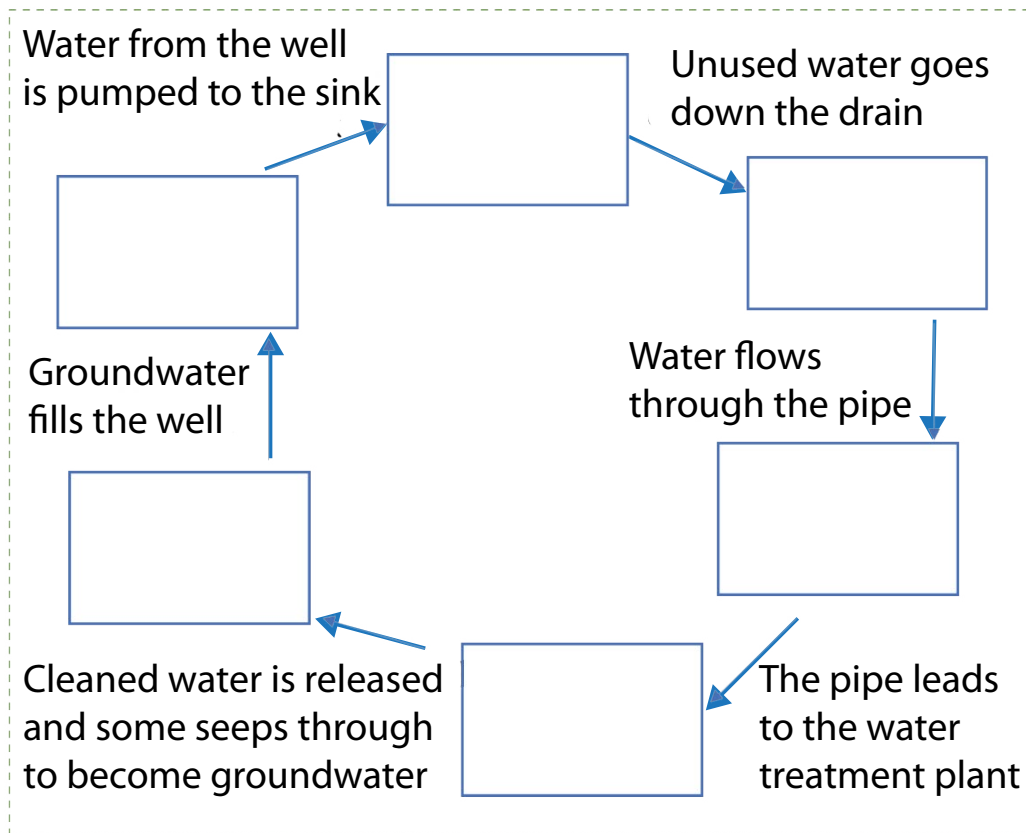 Water from the well
is pumped to the sink
Unused water goes
down the drain
Water flows
through the pipe
The pipe leads
to the water
treatment plant
Cleaned water is released
and some seeps through
to become groundwater
Groundwater
fills the well